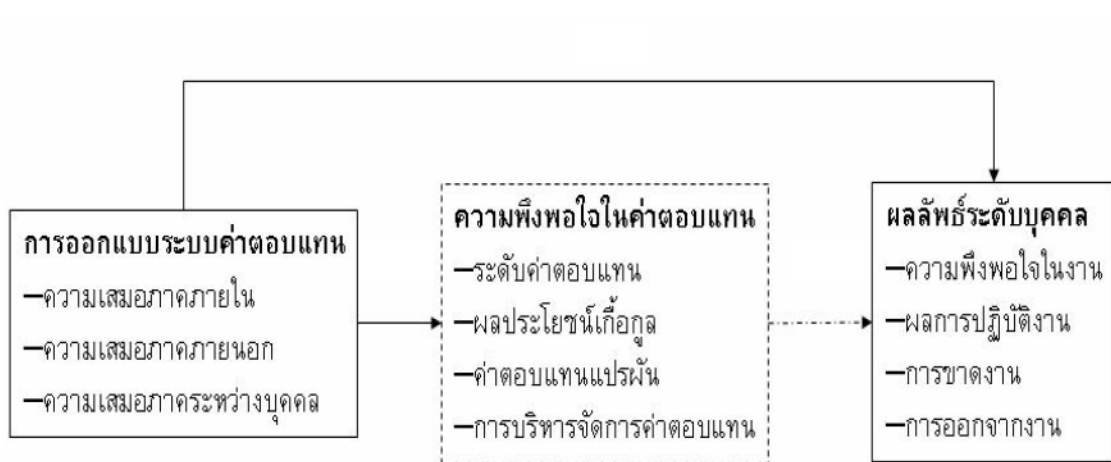 การออกแบบระบบค่าตอบแทน
—ความเสมอภาคภายใน
—ความเสมอภาคภายนอก
—ความเสมอภาคระหว่างบุคคล
ความพึงพอใจในค่าตอบแทน
—ระดับค่าตอบแทน
—ผลประโยชน์เกื้อกูล
—ค่าตอบแทนแปรผัน
—การบริหารจัดการค่าตอบแทน
ผลลัพธ์ระดับบุคคล
—ความพึงพอใจในงาน
—ผลการปฏิบัติงาน
—การขาดงาน
—การออกจากงาน